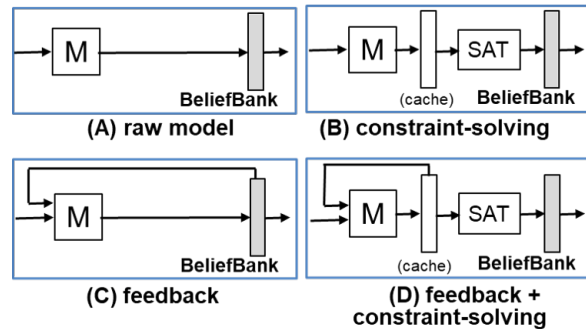 M
BeliefBank
(A) raw model
M
SAT
(cache)
BeliefBank
(B) constraint-solving
M
BeliefBank
(C) feedback
M
SAT
(cache)
BeliefBank
(D) feedback +
constraint-solving